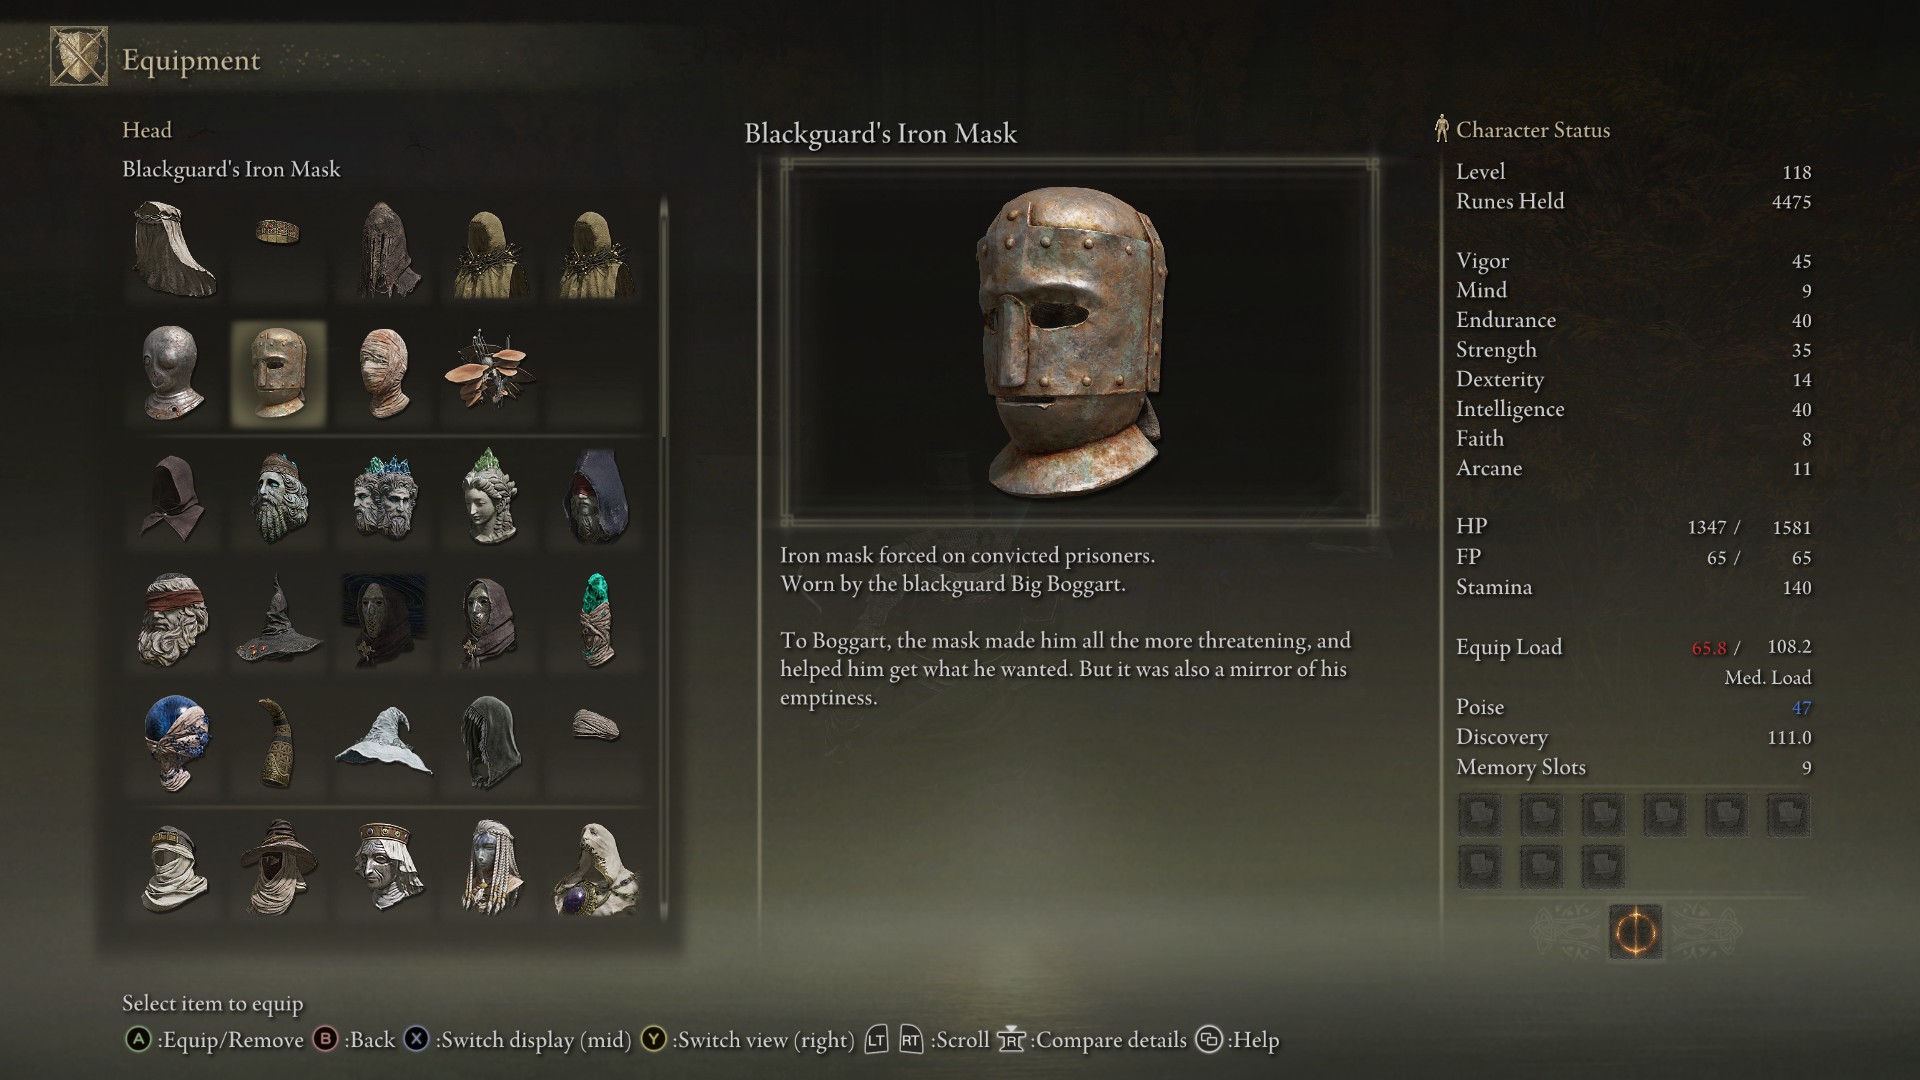 Equipment
Head
Blackguard's Iron Mask
Blackguard's Iron Mask
Iron mask forced on convicted prisoners.
Worn by the blackguard Big Boggart.
To Boggart, the mask made him all the more threatening, and
helped him get what he wanted. But it was also a mirror of his
emptiness.
Character Status
Level 118
Runes Held 4475
Vigor 45
Mind 9
Endurance 40
Strength 35
Dexterity 14
Intelligence 40
Faith 8
Arcane 11
HP 1347 / 1581
FP 65 / 65
Stamina 140
Equip Load 65.8 / 108.2
Med. Load
Poise 47
Discovery 111.0
Memory Slots 9
Select item to equip
A :Equip/Remove B :Back X :Switch display (mid) Y :Switch view (right) LT RT :Scroll R :Compare details :Help